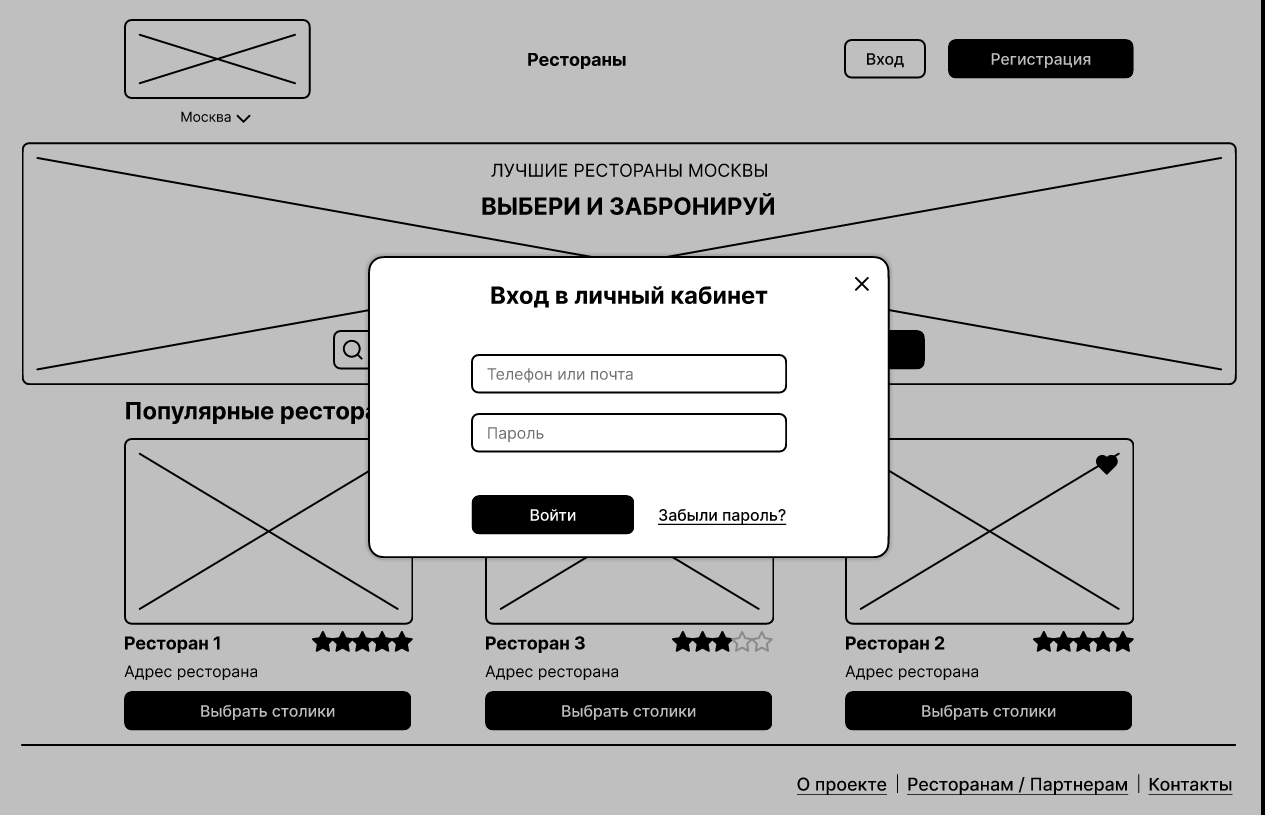 Рестораны
Вход
Регистрация
Москва
ЛУЧШИЕ РЕСТОРАНЫ МОСКВЫ
ВЫБЕРИ И ЗАБРОНИРУЙ
Вход в личный кабинет
Телефон или почта
Пароль
Войти
Забыли пароль?
Популярные рестора
Ресторан 1
Адрес ресторана
Выбрать столики
Ресторан 3
Адрес ресторана
Выбрать столики
Ресторан 2
Адрес ресторана
Выбрать столики
О проекте | Ресторанам / Партнерам | Контакты